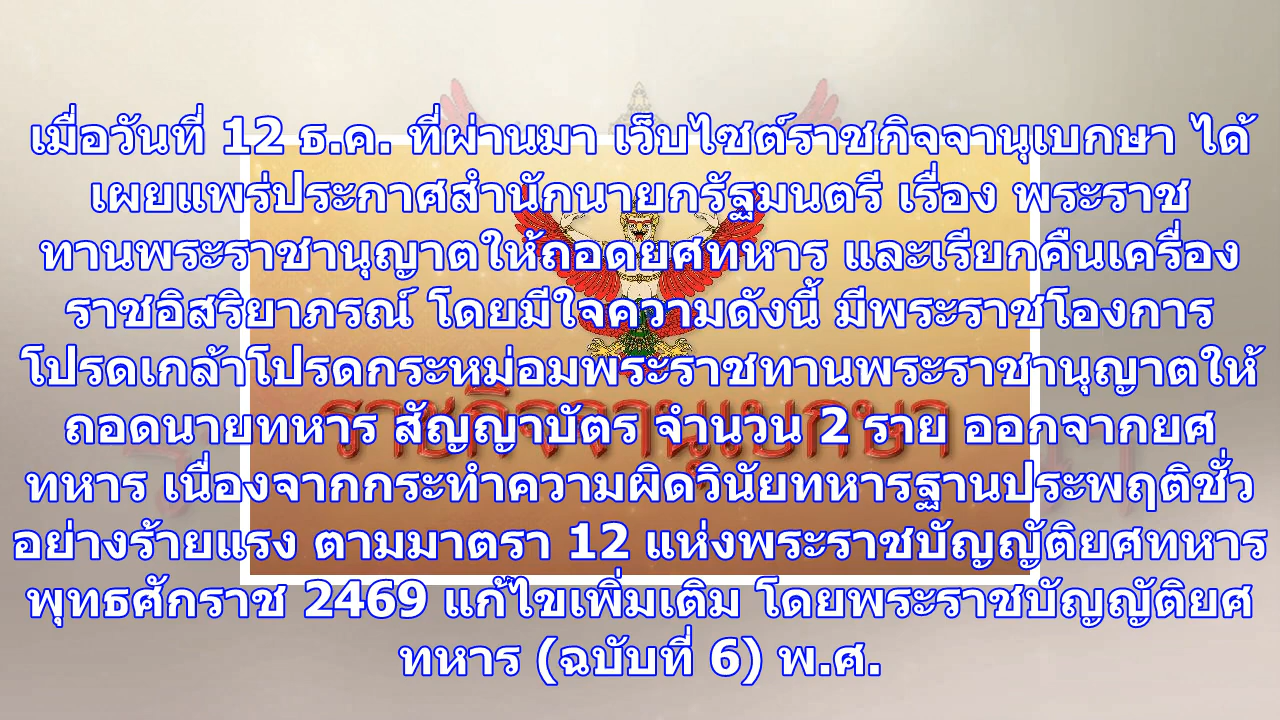 เมื่อวันที่ 12 ธ.ค. ที่ผ่านมา เว็บไซต์ราชกิจจานุเบกษา ได้
เผยแพร่ประกาศสำนักนายกรัฐมนตรี เรื่อง พระราช
ทานพระราชานุญาตให้ถอดยศทหาร และเรียกคืนเครื่อง
ราชอิสริยาภรณ์ โดยมีใจความดังนี้ มีพระราชโองการ
โปรดเกล้าโปรดกระหม่อมพระราชทานพระราชานุญาตให้
ถอดนายทหาร สัญญาบัตร จำนวน 2 ราย ออกจากยศ
ราชกิจจานุเบกษา
ทหาร เนื่องจากกระทำความผิดวินัยทหารฐานประพฤติชั่ว
อย่างร้ายแรง ตามมาตรา 12 แห่งพระราชบัญญัติยศทหาร
พุทธศักราช 2469 แก้ไขเพิ่มเติม โดยพระราชบัญญัติยศ
ทหาร (ฉบับที่ 6) พ.ศ.